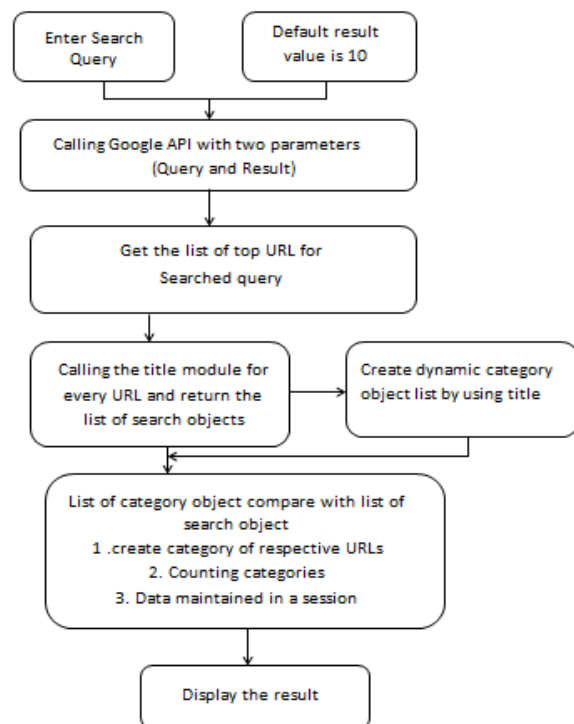 Enter Search
Query
Default result
value is 10
Calling Google API with two parameters
(Query and Result)
Get the list of top URL for
Searched query
Calling the title module for
every URL and return the
list of search objects
Create dynamic category
object list by using title
List of category object compare with list of
search object
1 .create category of respective URLs
2. Counting categories
3. Data maintained in a session
Display the result